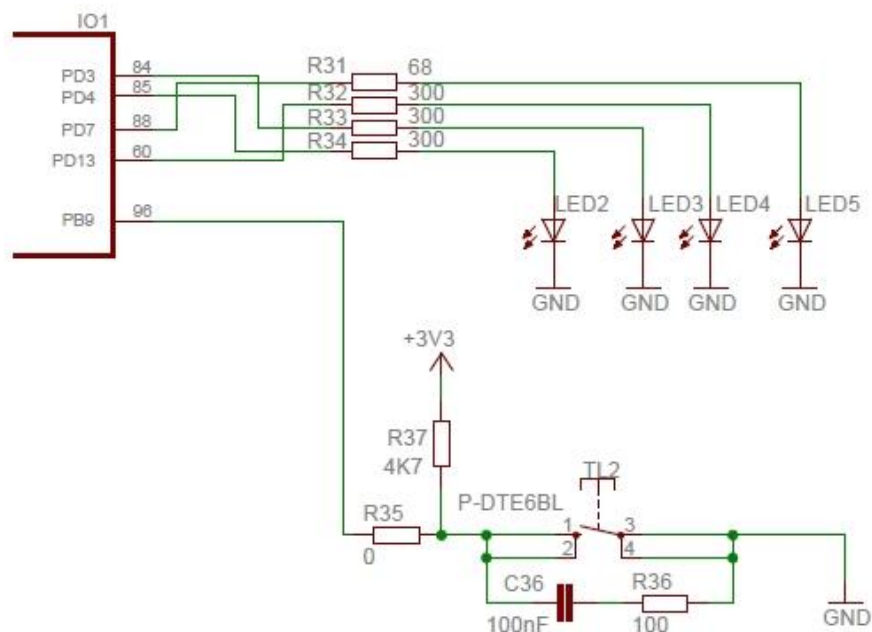 IO1
PD3 84
PD4 85
PD7 88
PD13 60
PB9 96
R31 68
R32 300
R33 300
R34 300
LED2 LED3 LED4 LED5
GND GND GND GND
+3V3
R37
4K7
TL2
P-DTE6BL
R35
0
1 3
2 4
C36 R36
100nF 100
GND